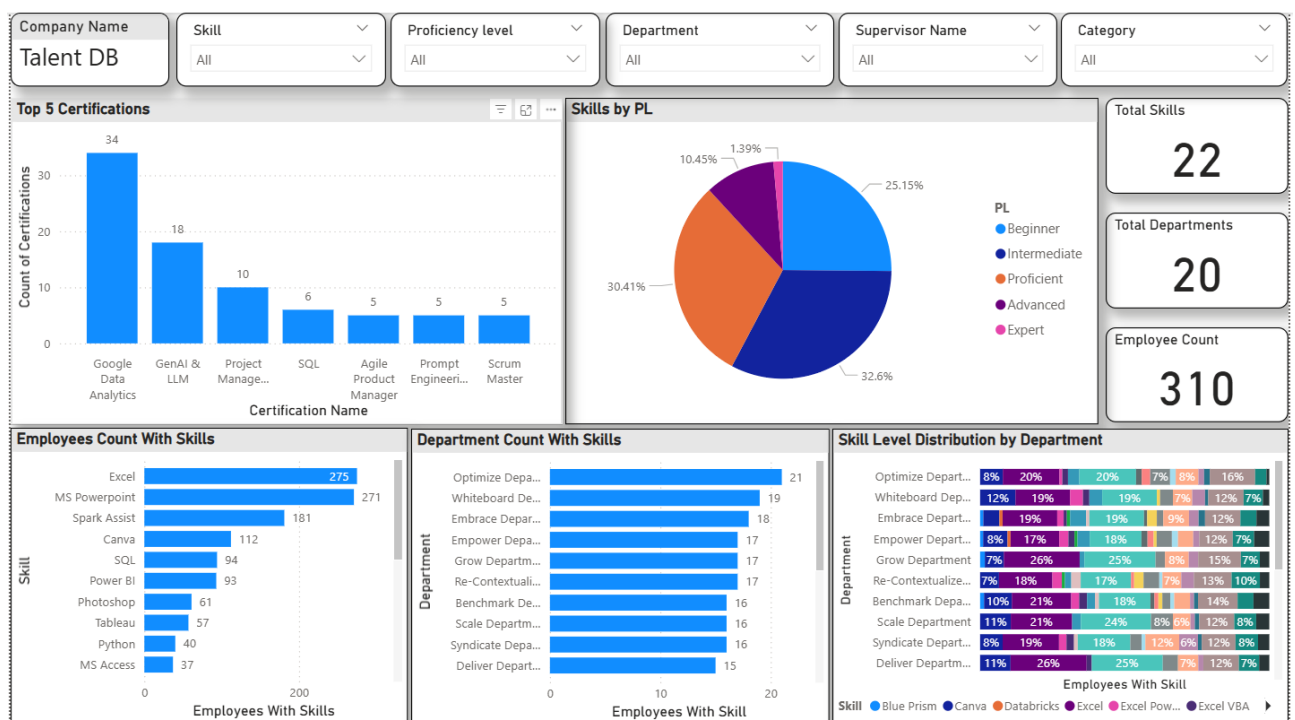 Company Name
Talent DB
Skill
All
Proficiency level
All
Department
All
Supervisor Name
All
Category
All
Top 5 Certifications
Count of Certifications
30
20
10
0
34
18
10
6
5
5
5
Google
Data
Analytics
GenAI &
LLM
Project
Manage...
SQL
Agile
Product
Manager
Prompt
Engineeri...
Scrum
Master
Certification Name
Skills by PL
1.39%
10.45%
25.15%
30.41%
32.6%
PL
Beginner
Intermediate
Proficient
Advanced
Expert
Total Skills
22
Total Departments
20
Employee Count
310
Employees Count With Skills
Skill
Excel 275
MS Powerpoint 271
Spark Assist 181
Canva 112
SQL 94
Power BI 93
Photoshop 61
Tableau 57
Python 40
MS Access 37
0 200
Employees With Skills
Department Count With Skills
Department
Optimize Depa... 21
Whiteboard De... 19
Embrace Depar... 18
Empower Depa... 17
Grow Departm... 17
Re-Contextuali... 17
Benchmark De... 16
Scale Departm... 16
Syndicate Depa... 16
Deliver Depart... 15
0 10 20
Employees With Skill
Skill Level Distribution by Department
Department
Optimize Depart... 8% 20% 20% 7% 8% 16%
Whiteboard Dep... 12% 19% 19% 7% 12% 7%
Embrace Depart... 19% 19% 9% 12%
Empower Depart... 8% 17% 18% 12% 7%
Grow Department 7% 26% 25% 8% 15% 7%
Re-Contextualize... 7% 18% 17% 7% 13% 10%
Benchmark Depa... 10% 21% 18% 14%
Scale Department 11% 21% 24% 8% 6% 12% 8%
Syndicate Depart... 8% 19% 18% 12% 6% 12% 8%
Deliver Departm... 11% 26% 25% 7% 12% 7%
Employees With Skill
Skill Blue Prism Canva Databricks Excel Excel Pow... Excel VBA